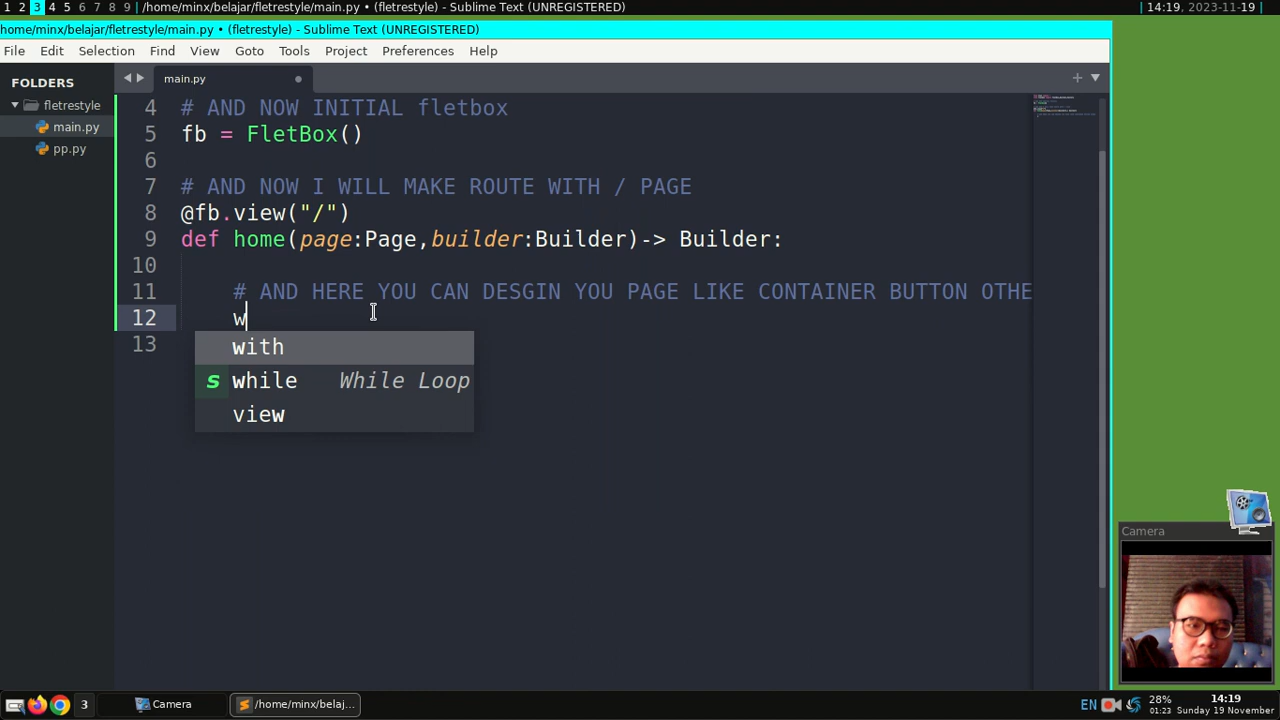 1 2 3 4 5 6 7 8 9 /home/minx/belajar/fletrestyle/main.py • (fletrestyle) - Sublime Text (UNREGISTERED) 14:19, 2023-11-19
home/minx/belajar/fletrestyle/main.py • (fletrestyle) - Sublime Text (UNREGISTERED)
File Edit Selection Find View Goto Tools Project Preferences Help
FOLDERS
fletrestyle
main.py
pp.py
main.py
4 # AND NOW INITIAL fletbox
5 fb = FletBox()
6
7 # AND NOW I WILL MAKE ROUTE WITH / PAGE
8 @fb.view("/")
9 def home(page:Page,builder:Builder)-> Builder:
10
11 # AND HERE YOU CAN DESGIN YOU PAGE LIKE CONTAINER BUTTON OTHE
12 w
13
with
s while While Loop
view
Camera
3 Camera /home/minx/belaj... EN 28% 01:23 14:19 Sunday 19 November